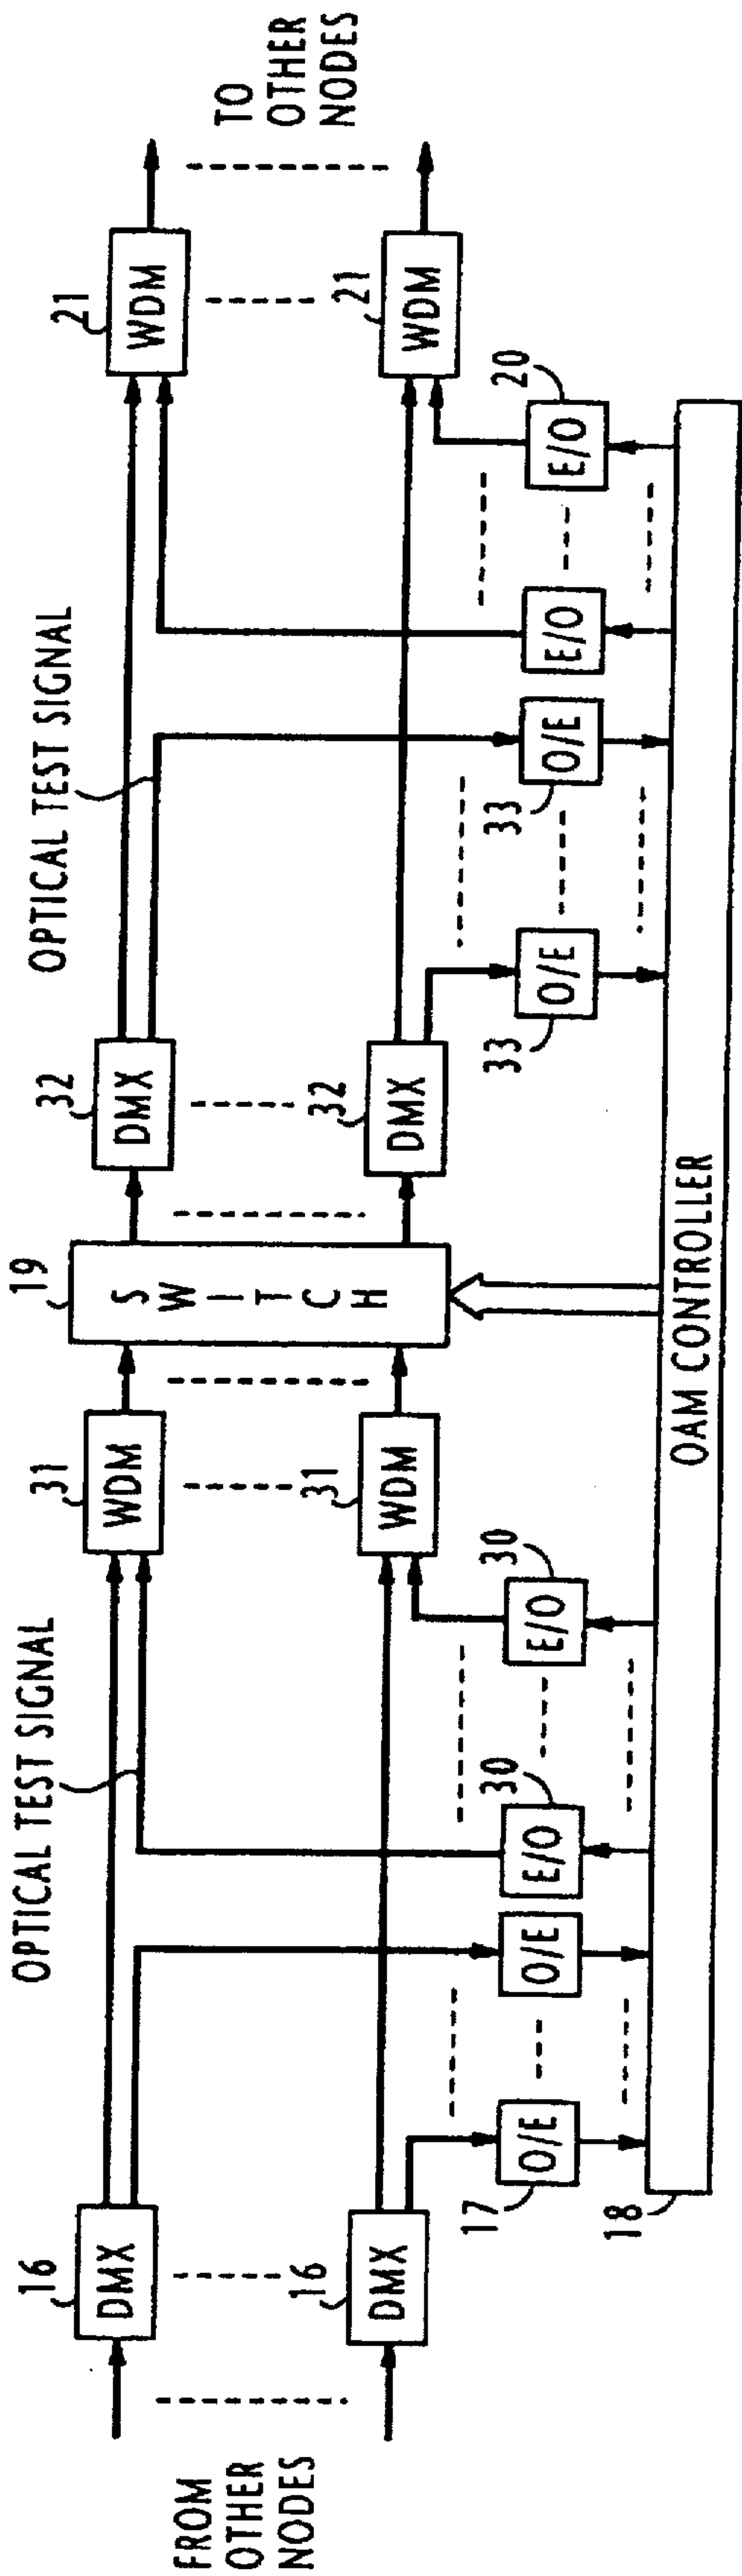 FROM
OTHER
NODES
16
DMX
16
DMX
OPTICAL TEST SIGNAL
17
O/E
O/E
30
E/O
30
E/O
31
WDM
31
WDM
19
SWITCH
32
DMX
32
DMX
OPTICAL TEST SIGNAL
33
O/E
33
O/E
E/O
20
E/O
21
WDM
21
WDM
TO
OTHER
NODES
18
OAM CONTROLLER